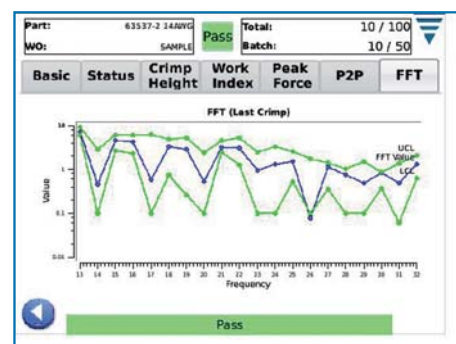 Part: 63537-2 14AWG Pass Total: 10 / 100
WO: SAMPLE Batch: 10 / 50
Basic Status Crimp Height Work Index Peak Force P2P FFT
FFT (Last Crimp)
10
1
0.1
0.01
Value
UCL
FFT Value
LCL
13 14 15 16 17 18 19 20 21 22 23 24 25 26 27 28 29 30 31 32
Frequency
Pass